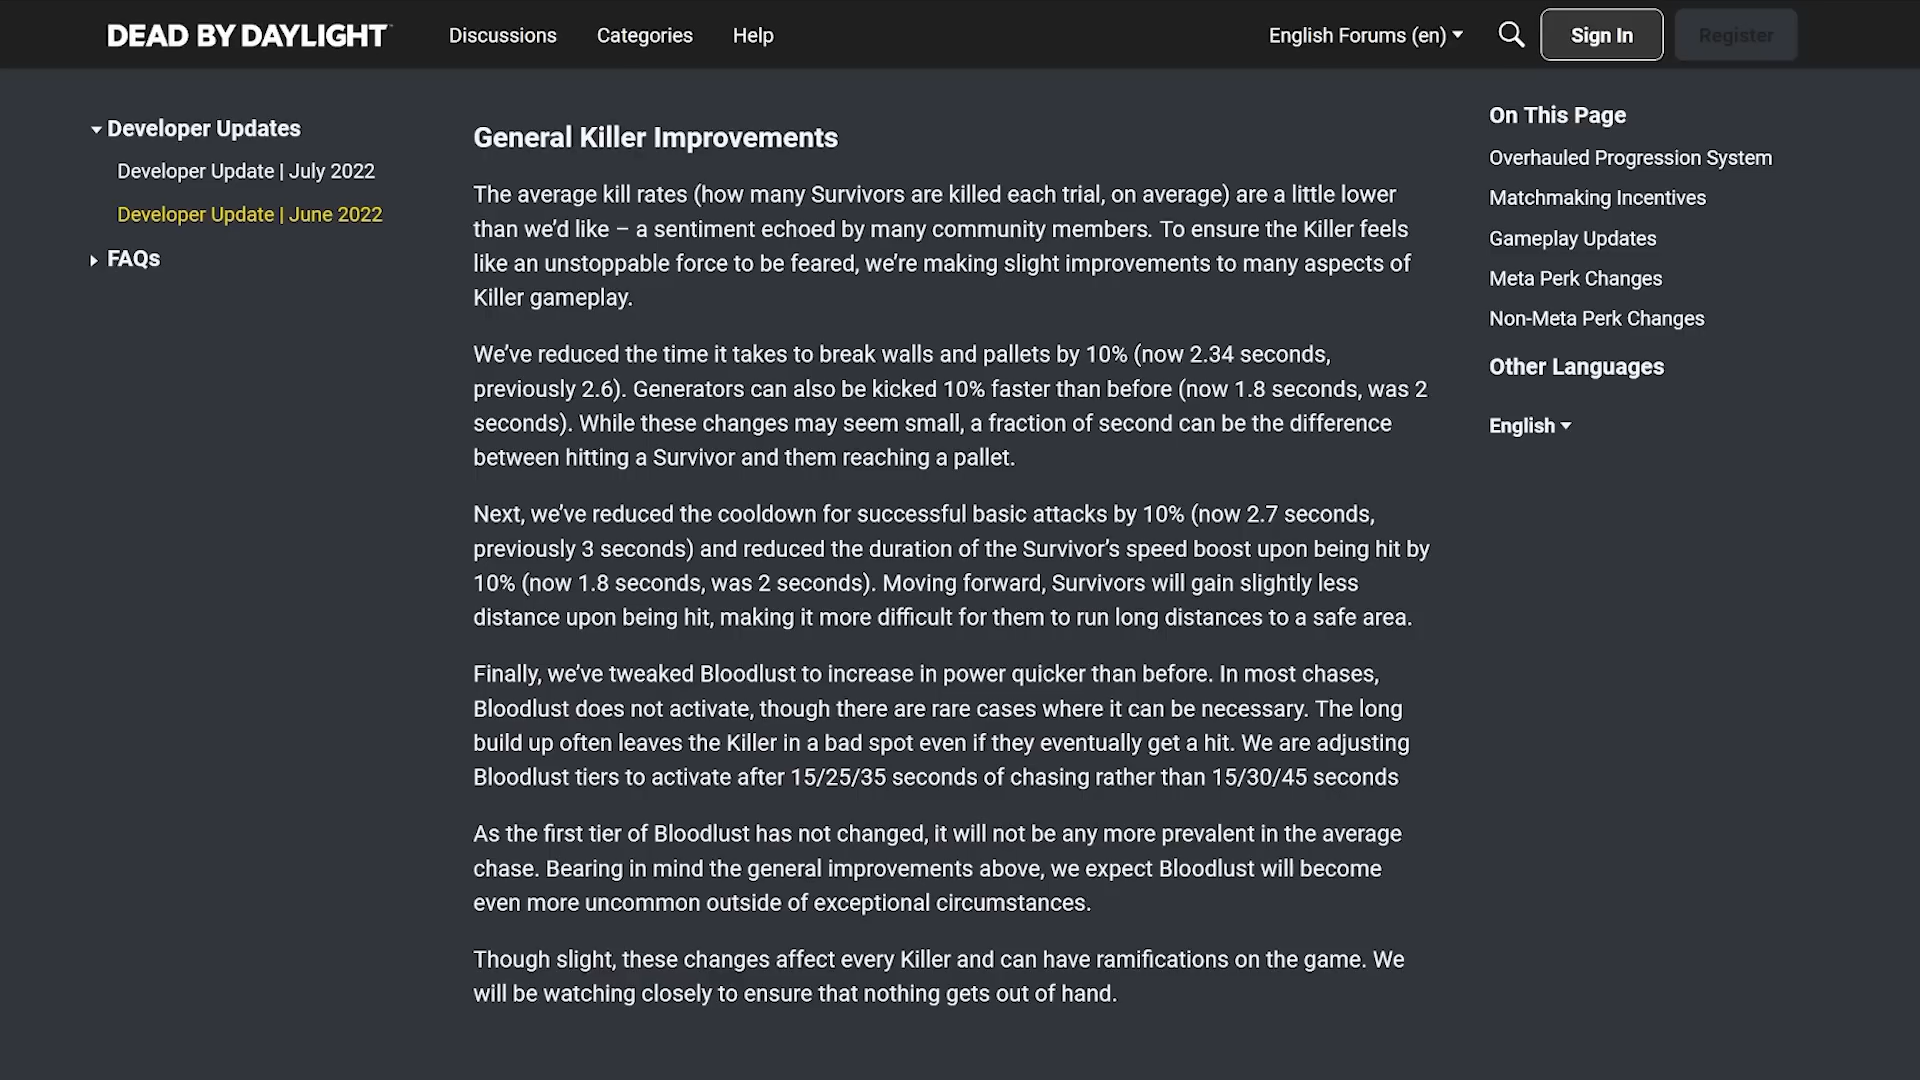 DEAD BY DAYLIGHT
Discussions
Categories
Help
English Forums (en)
Sign In
Register
Developer Updates
Developer Update | July 2022
Developer Update | June 2022
FAQs
General Killer Improvements
The average kill rates (how many Survivors are killed each trial, on average) are a little lower
than we’d like – a sentiment echoed by many community members. To ensure the Killer feels
like an unstoppable force to be feared, we’re making slight improvements to many aspects of
Killer gameplay.
We’ve reduced the time it takes to break walls and pallets by 10% (now 2.34 seconds,
previously 2.6). Generators can also be kicked 10% faster than before (now 1.8 seconds, was 2
seconds). While these changes may seem small, a fraction of second can be the difference
between hitting a Survivor and them reaching a pallet.
Next, we’ve reduced the cooldown for successful basic attacks by 10% (now 2.7 seconds,
previously 3 seconds) and reduced the duration of the Survivor’s speed boost upon being hit by
10% (now 1.8 seconds, was 2 seconds). Moving forward, Survivors will gain slightly less
distance upon being hit, making it more difficult for them to run long distances to a safe area.
Finally, we’ve tweaked Bloodlust to increase in power quicker than before. In most chases,
Bloodlust does not activate, though there are rare cases where it can be necessary. The long
build up often leaves the Killer in a bad spot even if they eventually get a hit. We are adjusting
Bloodlust tiers to activate after 15/25/35 seconds of chasing rather than 15/30/45 seconds
As the first tier of Bloodlust has not changed, it will not be any more prevalent in the average
chase. Bearing in mind the general improvements above, we expect Bloodlust will become
even more uncommon outside of exceptional circumstances.
Though slight, these changes affect every Killer and can have ramifications on the game. We
will be watching closely to ensure that nothing gets out of hand.
On This Page
Overhauled Progression System
Matchmaking Incentives
Gameplay Updates
Meta Perk Changes
Non-Meta Perk Changes
Other Languages
English